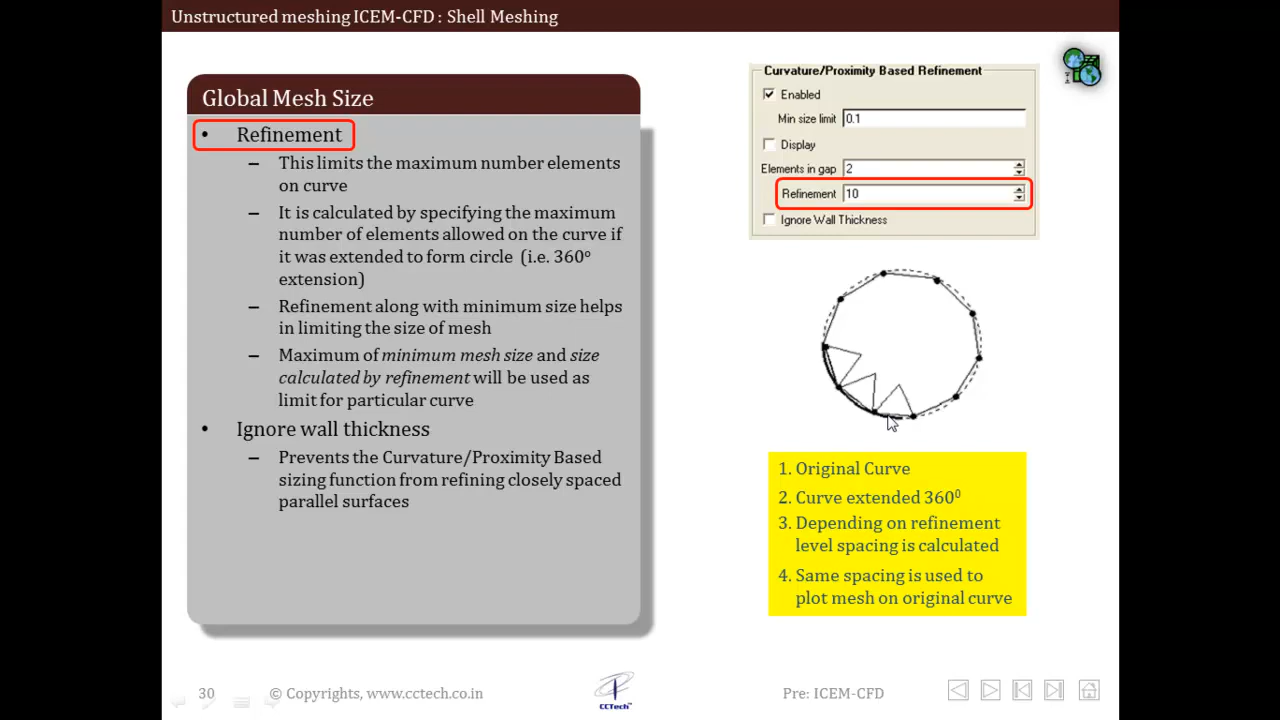 Unstructured meshing ICEM-CFD : Shell Meshing
Global Mesh Size
• Refinement
– This limits the maximum number elements
on curve
– It is calculated by specifying the maximum
number of elements allowed on the curve if
it was extended to form circle (i.e. 360º
extension)
– Refinement along with minimum size helps
in limiting the size of mesh
– Maximum of minimum mesh size and size
calculated by refinement will be used as
limit for particular curve
• Ignore wall thickness
– Prevents the Curvature/Proximity Based
sizing function from refining closely spaced
parallel surfaces
Curvature/Proximity Based Refinement
Enabled
Min size limit 0.1
Display
Elements in gap 2
Refinement 10
Ignore Wall Thickness
1. Original Curve
2. Curve extended 360⁰
3. Depending on refinement
level spacing is calculated
4. Same spacing is used to
plot mesh on original curve
30
© Copyrights, www.cctech.co.in
CCTech™
Pre: ICEM-CFD